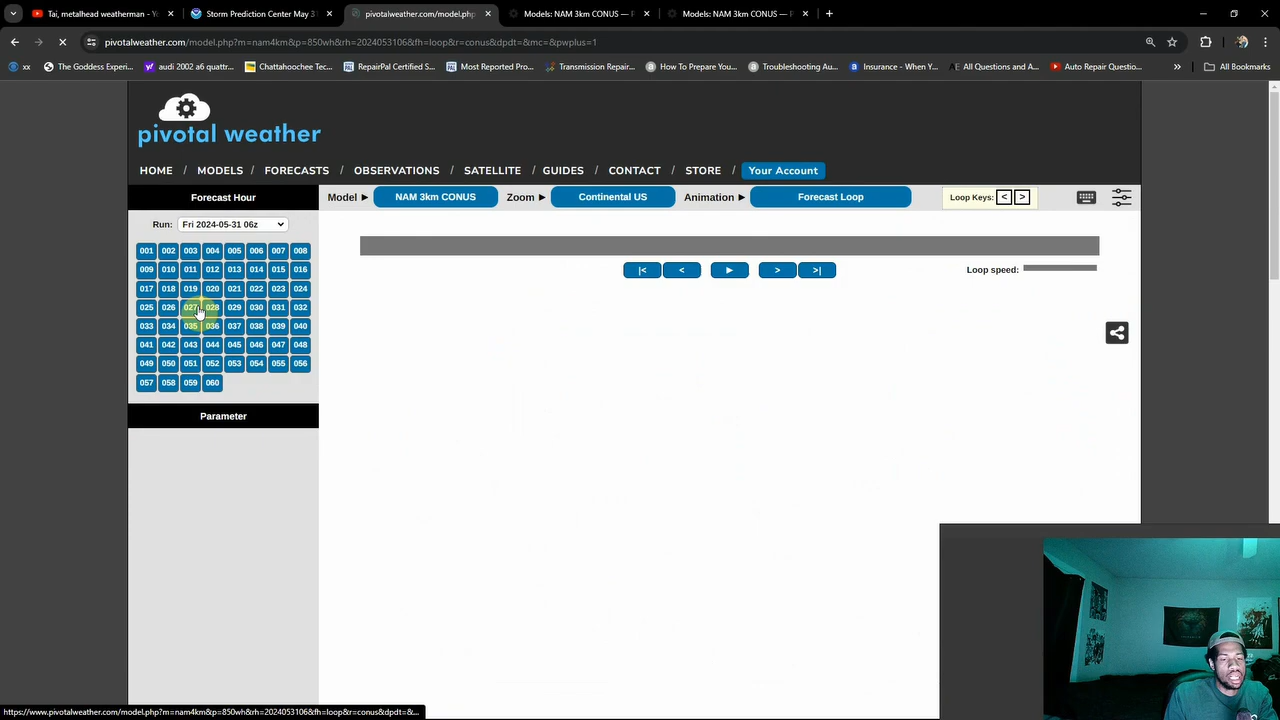 Tai, metalhead weatherman - Yo
Storm Prediction Center May 3
pivotalweather.com/model.php?m
Models: NAM 3km CONUS — P
Models: NAM 3km CONUS — P
pivotalweather.com/model.php?m=nam4km&p=850wh&rh=2024053106&fh=loop&r=conus&dpdt=&mc=&pwplus=1
xx
The Goddess Experi...
audi 2002 a6 quattr...
Chattahoochee Tec...
RepairPal Certified S...
Most Reported Pro...
Transmission Repair...
How To Prepare You...
Troubleshooting Au...
Insurance - When Y...
All Questions and A...
Auto Repair Questio...
All Bookmarks
pivotal weather
HOME / MODELS / FORECASTS / OBSERVATIONS / SATELLITE / GUIDES / CONTACT / STORE / Your Account
Forecast Hour
Model ▶ NAM 3km CONUS Zoom ▶ Continental US Animation ▶ Forecast Loop
Loop Keys: < >
Run: Fri 2024-05-31 06z
001 002 003 004 005 006 007 008
009 010 011 012 013 014 015 016
017 018 019 020 021 022 023 024
025 026 027 028 029 030 031 032
033 034 035 036 037 038 039 040
041 042 043 044 045 046 047 048
049 050 051 052 053 054 055 056
057 058 059 060
|< < ▶ > >|
Loop speed:
Parameter
https://www.pivotalweather.com/model.php?m=nam4km&p=850wh&rh=2024053106&fh=loop&r=conus&dpdt=&...